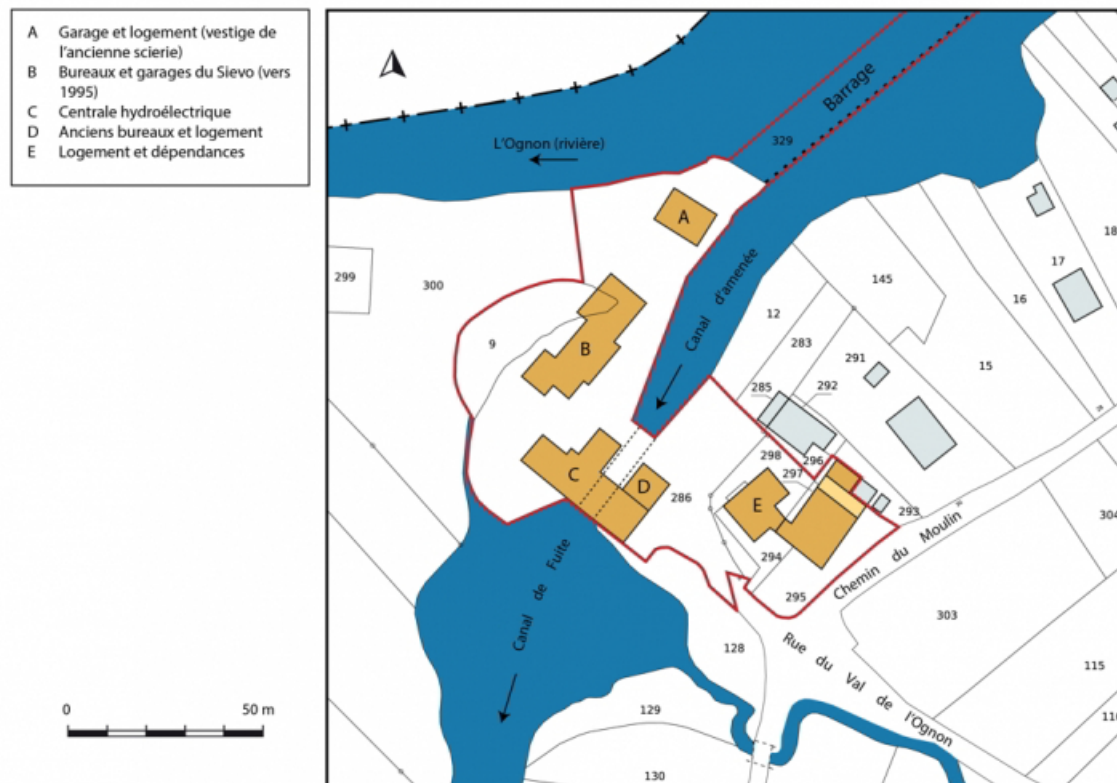 A Garage et logement (vestige de
l'ancienne scierie)
B Bureaux et garages du Sievo (vers
1995)
C Centrale hydroélectrique
D Anciens bureaux et logement
E Logement et dépendances
0 50 m
Barrage
329
L'Ognon (rivière)
A
Canal d'amenée
299
300
9
B
12
145
283
291
292
285
17
18
16
15
C
D
286
298
296
297
E
293
294
295
Chemin du Moulin
304
303
115
Rue du Val de l'Ognon
Canal de Fuite
128
129
130